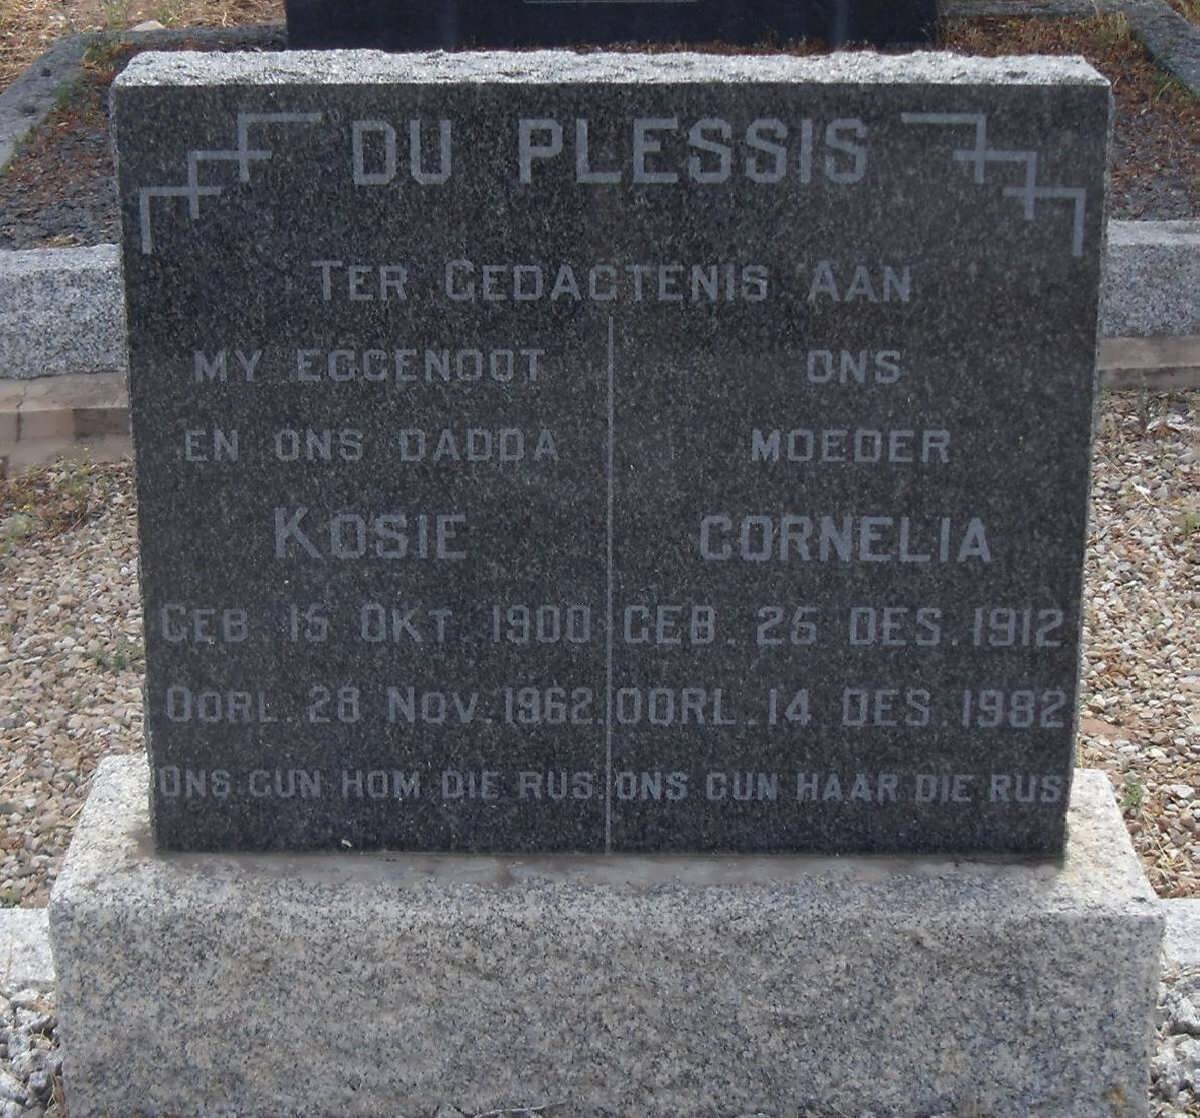 DU PLESSIS
TER GEDAGTENIS AAN
MY EGGENOOT
EN ONS DADDA
KOSIE
GEB. 15 OKT. 1900
OORL. 28 NOV. 1962.
ONS GUN HOM DIE RUS.
ONS
MOEDER
CORNELIA
GEB. 25 DES. 1912
OORL. 14 DES. 1982
ONS GUN HAAR DIE RUS